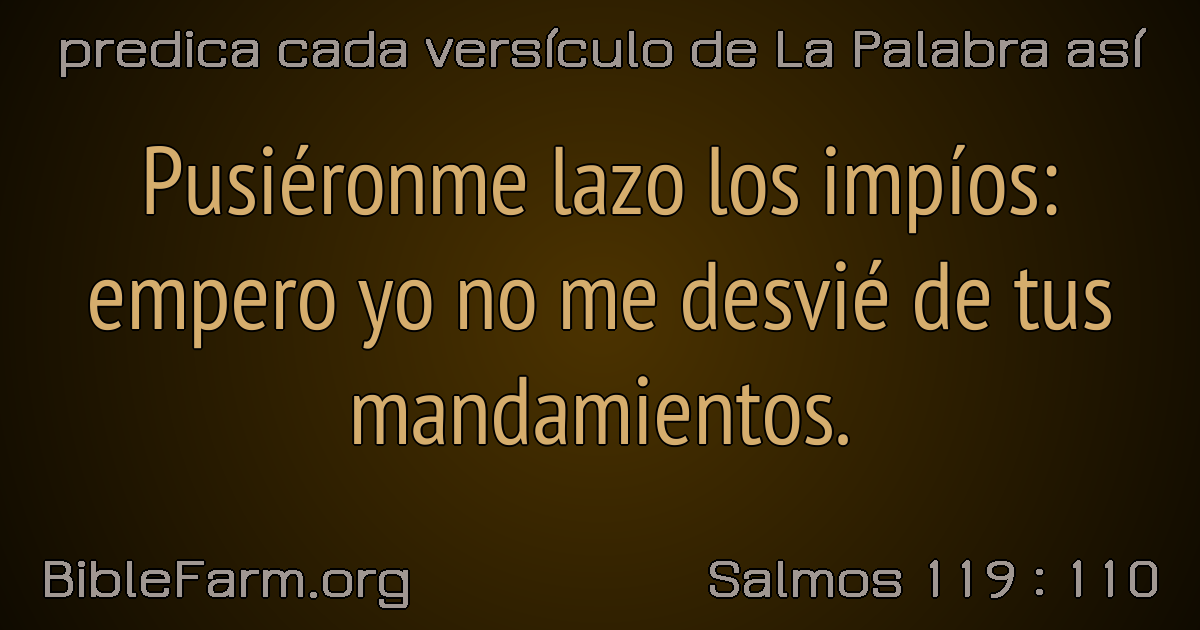 predica cada versículo de La Palabra así
Pusiéronme lazo los impíos:
empero yo no me desvié de tus
mandamientos.
BibleFarm.org
Salmos 119 : 110